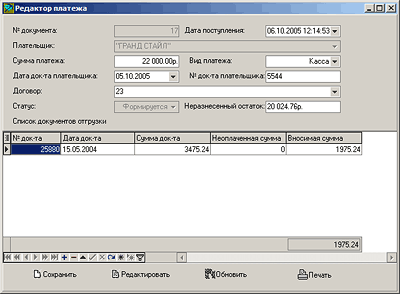 Редактор платежа
№ документа: 17 Дата поступления: 06.10.2005 12:14:53
Плательщик:
"ГРАНД СТАЙЛ"
Сумма платежа: 22 000.00р. Вид платежа: Касса
Дата док-та плательщика: 05.10.2005 № док-та плательщика: 5544
Договор:
23
Статус: Формируется Неразнесенный остаток: 20 024.76р.
Список документов отгрузки
№ док-та Дата док-та Сумма док-та Неоплаченная сумма Вносимая сумма
25880 15.05.2004 3475.24 0 1975.24
1975.24
Сохранить Редактировать Обновить Печать